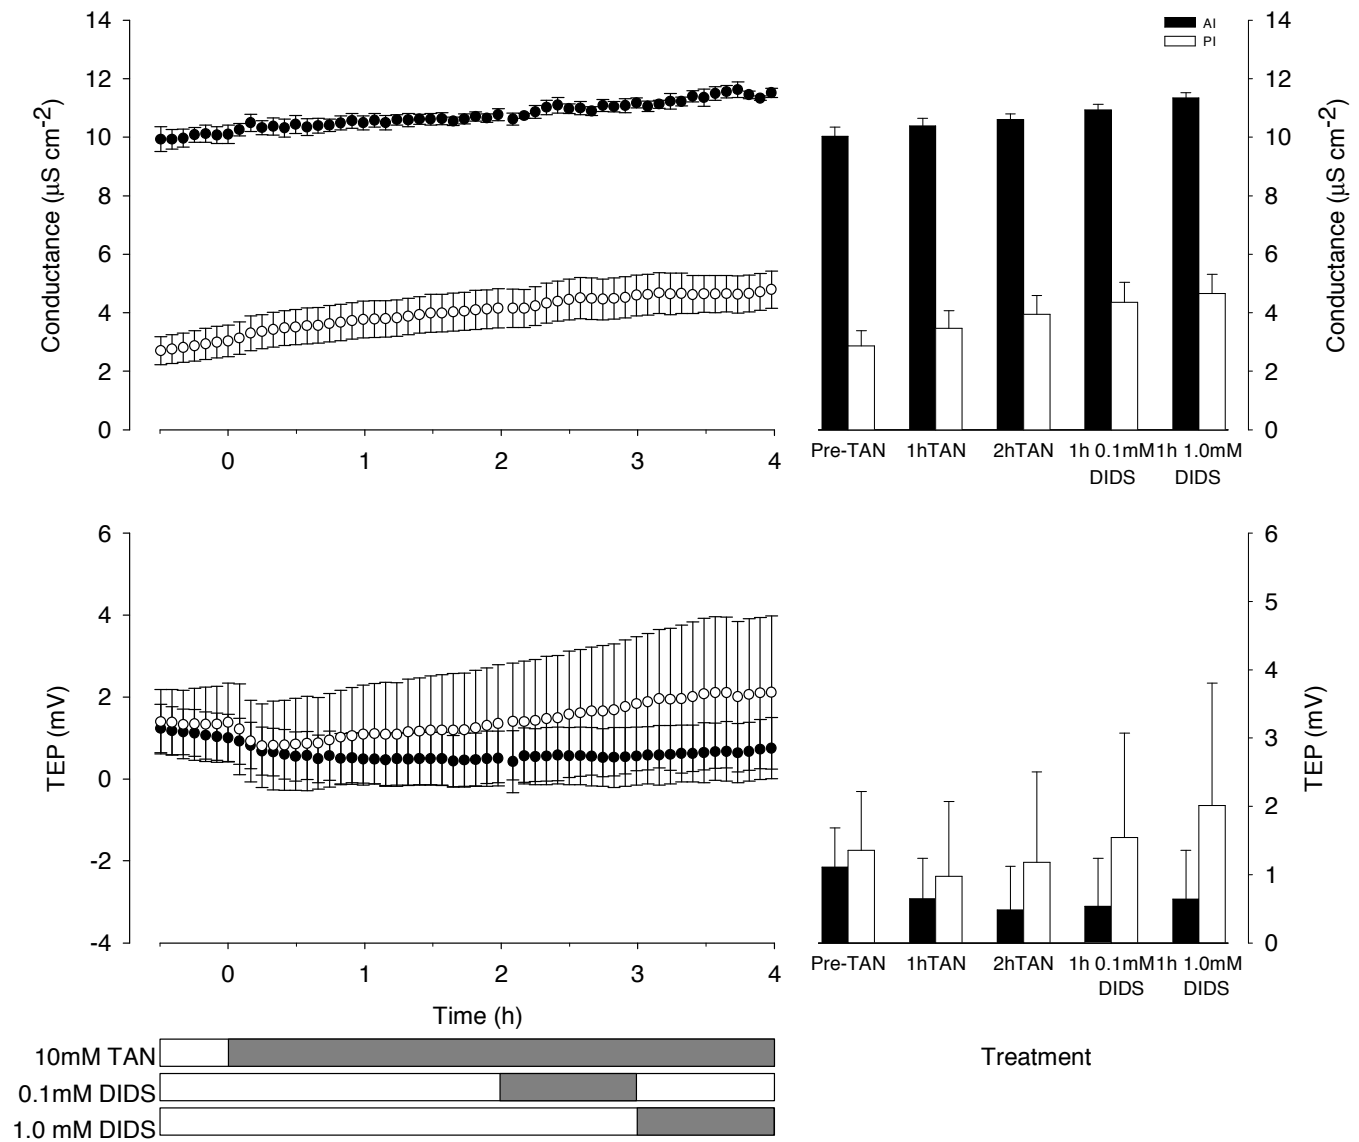 Conductance (µS cm-2)
14
12
10
8
6
4
2
0
0 1 2 3 4
AI
PI
14
12
10
8
6
4
2
0
Conductance (µS cm-2)
Pre-TAN 1hTAN 2hTAN 1h 0.1mM 1h 1.0mM
DIDS DIDS
TEP (mV)
6
4
2
0
-2
-4
0 1 2 3 4
Time (h)
6
5
4
3
2
1
0
TEP (mV)
Pre-TAN 1hTAN 2hTAN 1h 0.1mM 1h 1.0mM
DIDS DIDS
Treatment
10mM TAN
0.1mM DIDS
1.0 mM DIDS